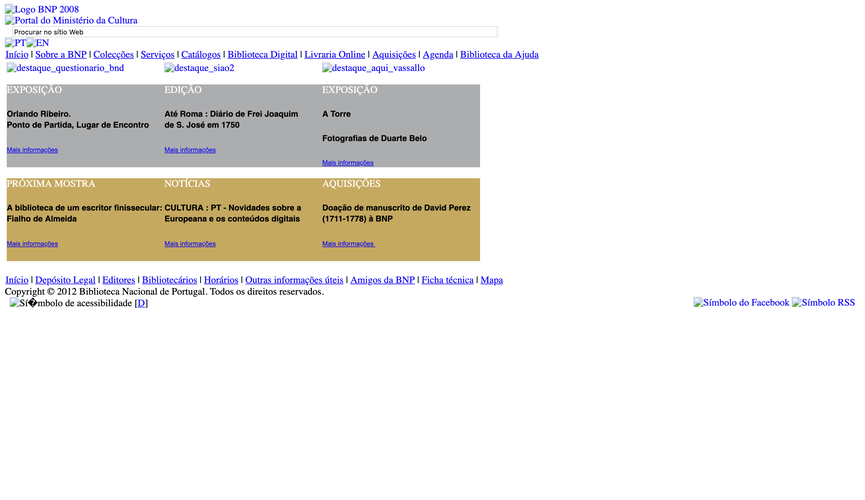 Logo BNP 2008
Portal do Ministério da Cultura
Procurar no sítio Web
PT EN
Início | Sobre a BNP | Colecções | Serviços | Catálogos | Biblioteca Digital | Livraria Online | Aquisições | Agenda | Biblioteca da Ajuda
destaque_questionario_bnd destaque_siao2 destaque_aqui_vassallo
EXPOSIÇÃO
Orlando Ribeiro.
Ponto de Partida, Lugar de Encontro
Mais informações
EDIÇÃO
Até Roma : Diário de Frei Joaquim
de S. José em 1750
Mais informações
EXPOSIÇÃO
A Torre
Fotografias de Duarte Belo
Mais informações
PRÓXIMA MOSTRA
A biblioteca de um escritor finissecular:
Fialho de Almeida
Mais informações
NOTÍCIAS
CULTURA : PT - Novidades sobre a
Europeana e os conteúdos digitais
Mais informações
AQUISIÇÕES
Doação de manuscrito de David Perez
(1711-1778) à BNP
Mais informações
Início | Depósito Legal | Editores | Bibliotecários | Horários | Outras informações úteis | Amigos da BNP | Ficha técnica | Mapa
Copyright © 2012 Biblioteca Nacional de Portugal. Todos os direitos reservados.
Sí�mbolo de acessibilidade [D] Símbolo do Facebook Símbolo RSS